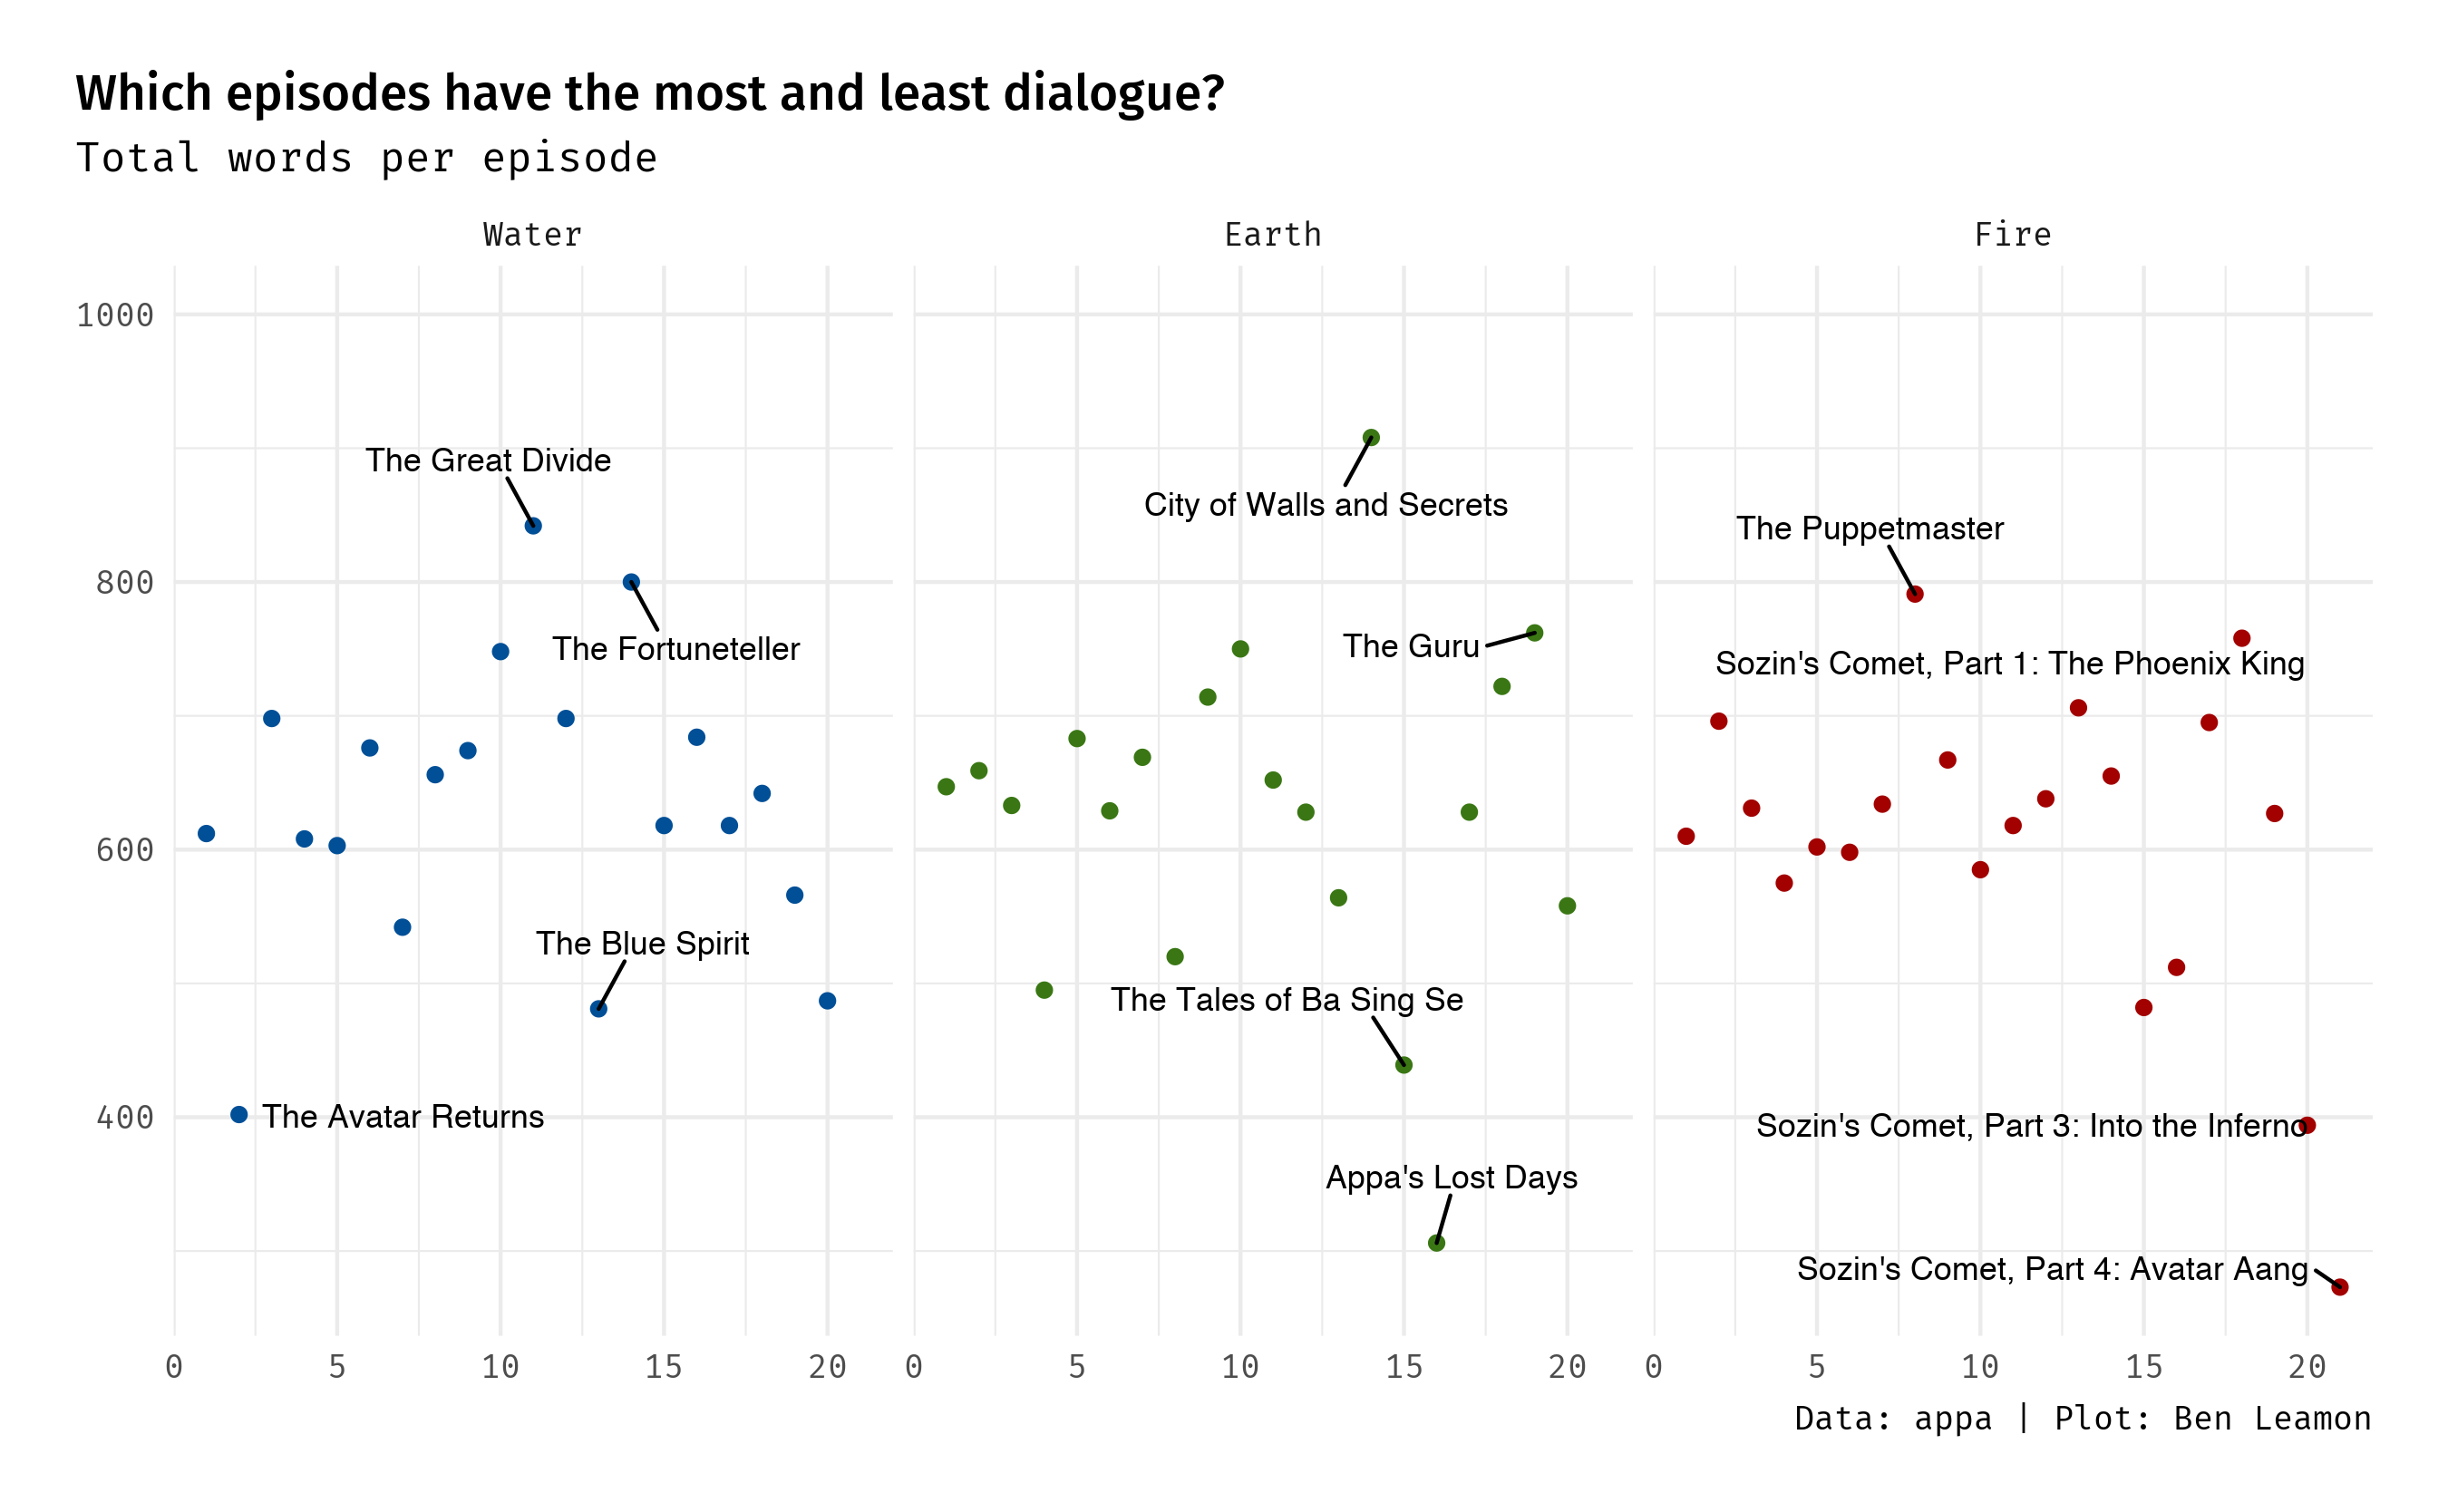 Which episodes have the most and least dialogue?
Total words per episode
Water
Earth
Fire
1000
800
600
400
The Great Divide
The Fortuneteller
The Blue Spirit
The Avatar Returns
City of Walls and Secrets
The Guru
The Tales of Ba Sing Se
Appa's Lost Days
The Puppetmaster
Sozin's Comet, Part 1: The Phoenix King
Sozin's Comet, Part 3: Into the Inferno
Sozin's Comet, Part 4: Avatar Aang
0 5 10 15 20
0 5 10 15 20
0 5 10 15 20
Data: appa | Plot: Ben Leamon